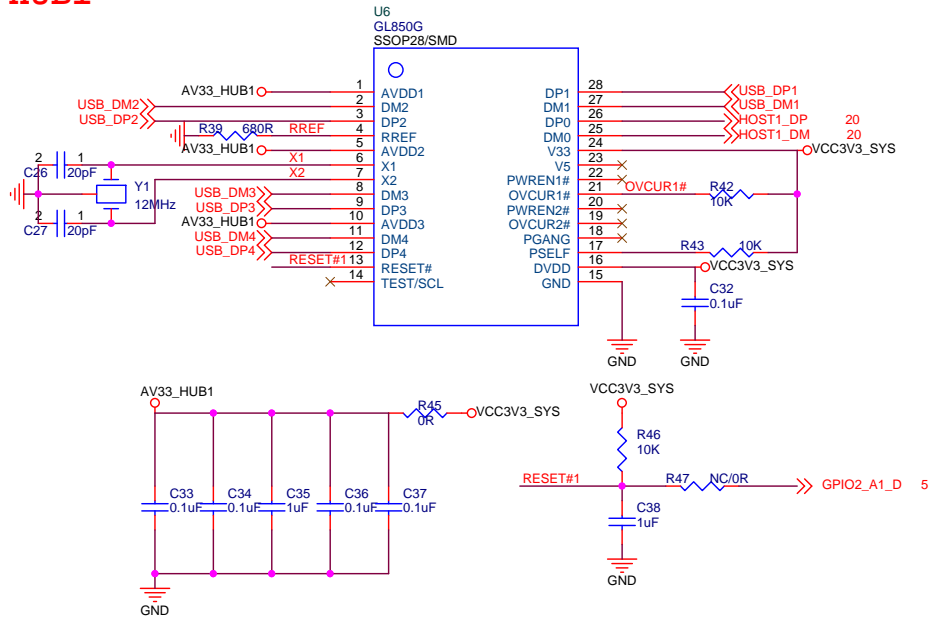 U6
GL850G
SSOP28/SMD
AV33_HUB1 1 AVDD1 DP1 28 USB_DP1
USB_DM2 2 DM2 DM1 27 USB_DM1
USB_DP2 3 DP2 DP0 26 HOST1_DP 20
R39 680R RREF 4 RREF DM0 25 HOST1_DM 20
AV33_HUB1 5 AVDD2 V33 24 VCC3V3_SYS
X1 6 X1 V5 23
X2 7 X2 PWREN1# 22
USB_DM3 8 DM3 OVCUR1# 21 OVCUR1# R42 10K
USB_DP3 9 DP3 PWREN2# 20
AV33_HUB1 10 AVDD3 OVCUR2# 19
USB_DM4 11 DM4 PGANG 18
USB_DP4 12 DP4 PSELF 17 R43 10K
RESET#1 13 RESET# DVDD 16 VCC3V3_SYS
14 TEST/SCL GND 15
2 1
C26 20pF
Y1
12MHz
2 1
C27 20pF
C32
0.1uF
GND GND
AV33_HUB1
R45
0R
VCC3V3_SYS
C33
0.1uF
C34
0.1uF
C35
1uF
C36
0.1uF
C37
0.1uF
GND
VCC3V3_SYS
R46
10K
RESET#1 R47 NC/0R GPIO2_A1_D 5
C38
1uF
GND